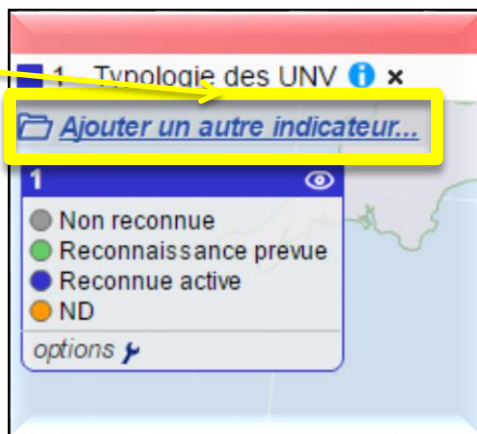 1 - Typologie des UNV i ×
Ajouter un autre indicateur...
1
Non reconnue
Reconnaissance prevue
Reconnue active
ND
options